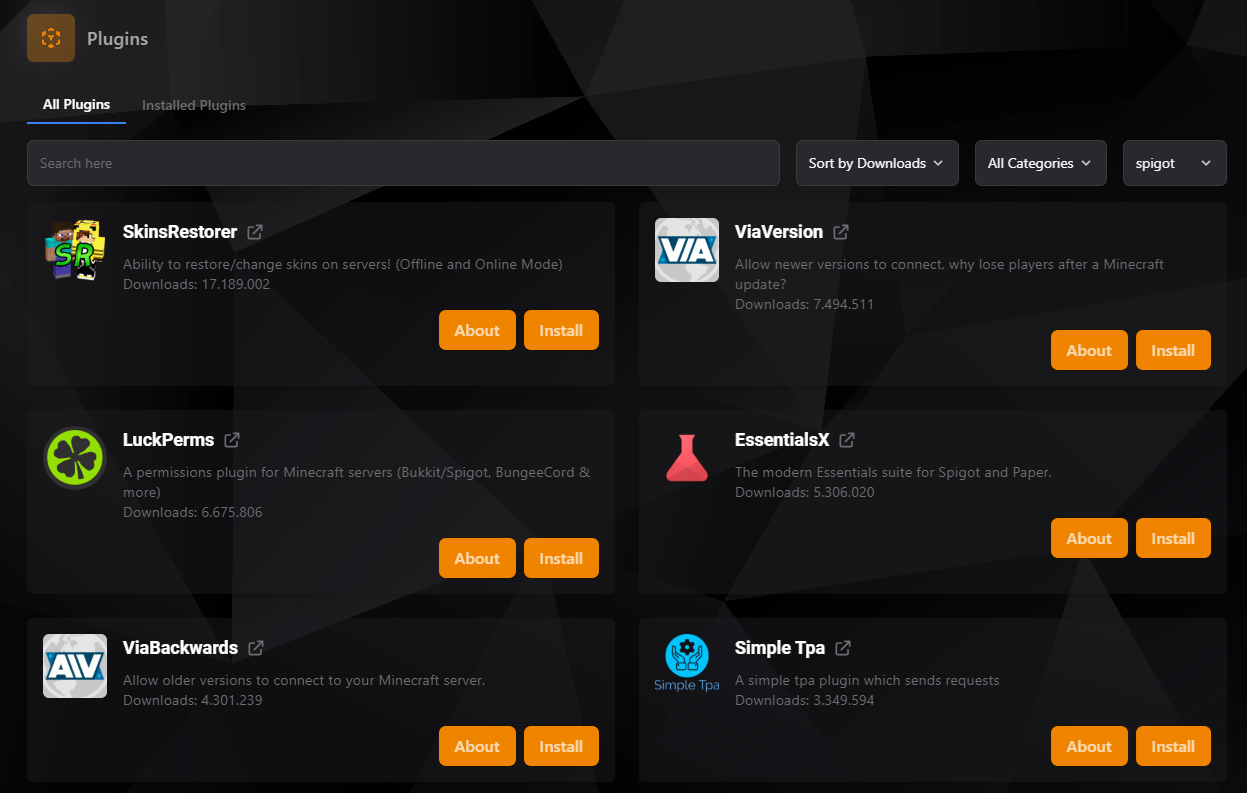 Plugins
All Plugins
Installed Plugins
Search here
Sort by Downloads
All Categories
spigot
SR
SkinsRestorer
Ability to restore/change skins on servers! (Offline and Online Mode)
Downloads: 17.189.002
About
Install
VIA
ViaVersion
Allow newer versions to connect, why lose players after a Minecraft
update?
Downloads: 7.494.511
About
Install
LuckPerms
A permissions plugin for Minecraft servers (Bukkit/Spigot, BungeeCord &
more)
Downloads: 6.675.806
About
Install
EssentialsX
The modern Essentials suite for Spigot and Paper.
Downloads: 5.306.020
About
Install
AIV
ViaBackwards
Allow older versions to connect to your Minecraft server.
Downloads: 4.301.239
About
Install
Simple Tpa
Simple Tpa
A simple tpa plugin which sends requests
Downloads: 3.349.594
About
Install